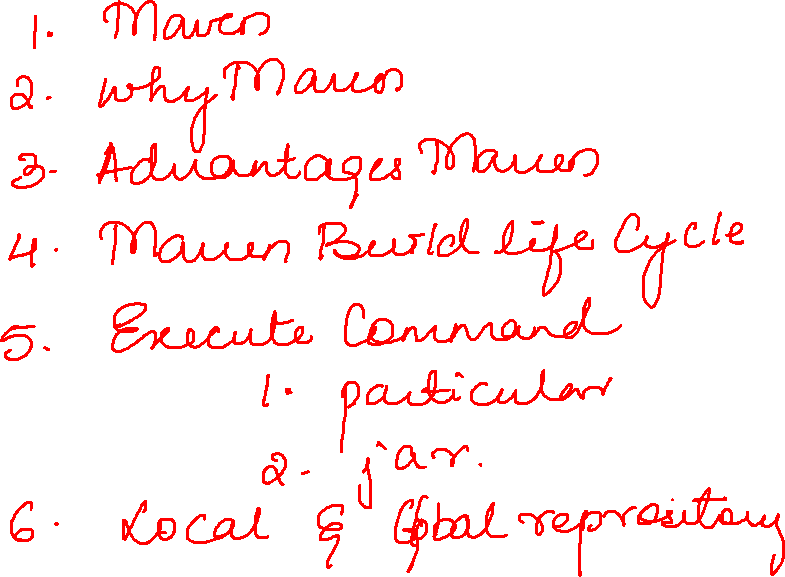 1. Maven
2. Why Maven
3. Advantages Maven
4. Maven Build life Cycle
5. Execute Command
1. particular
2. jar.
6. Local & Global reprository